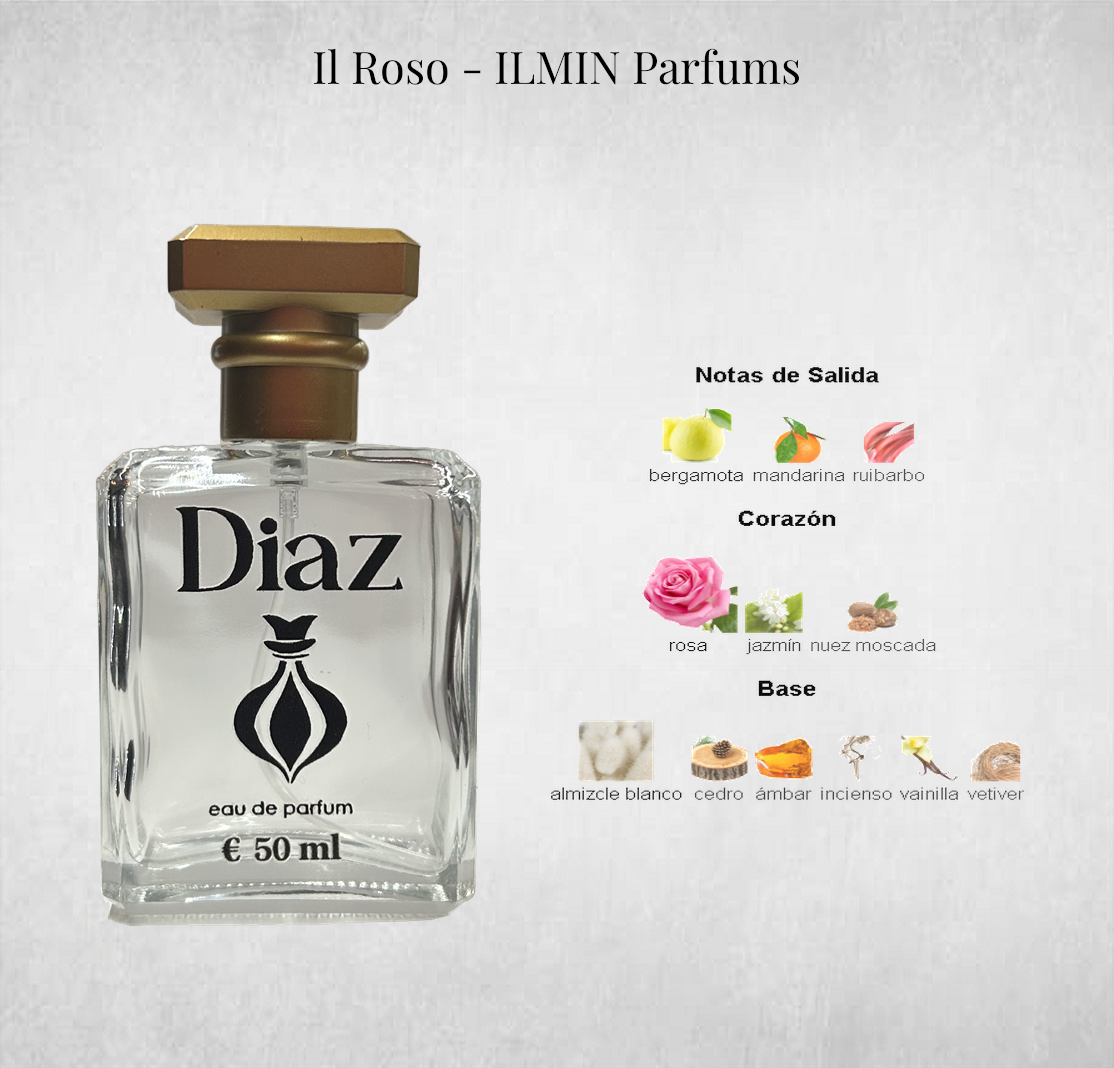 Il Roso - ILMIN Parfums
Diaz
eau de parfum
€ 50 ml
Notas de Salida
bergamota mandarina ruibarbo
Corazón
rosa jazmín nuez moscada
Base
almizcle blanco cedro ámbar incienso vainilla vetiver